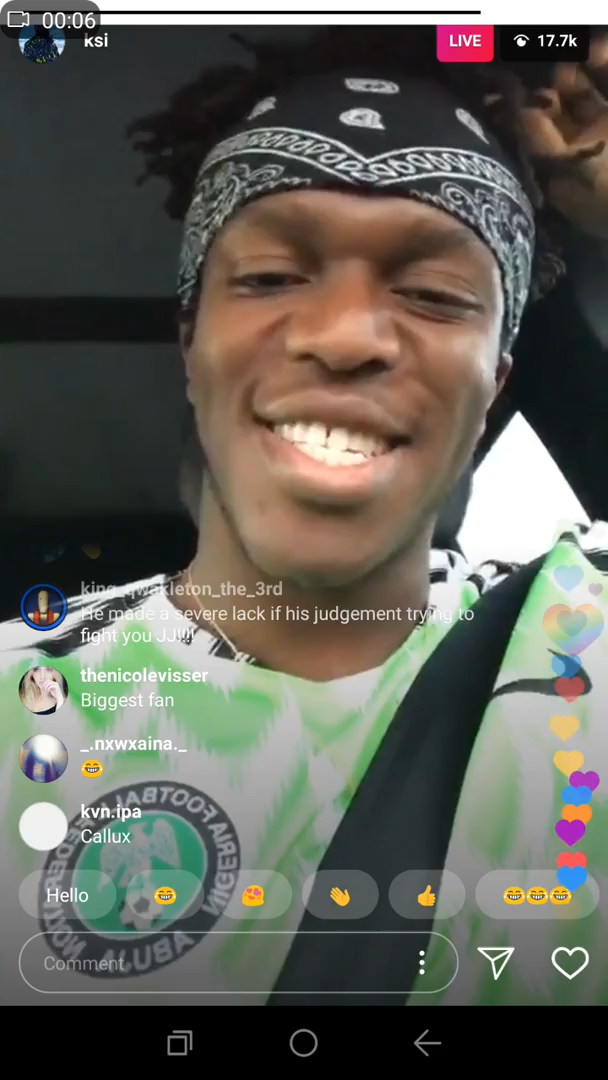 00:06
ksi
LIVE
17.7k
king_qwakleton_the_3rd
He made a severe lack if his judgement trying to
fight you JJ!!!!
thenicolevisser
Biggest fan
_.nxwxaina._
😂
kvn.ipa
Callux
Hello
😂
😍
👋
👍
😂😂😂
Comment